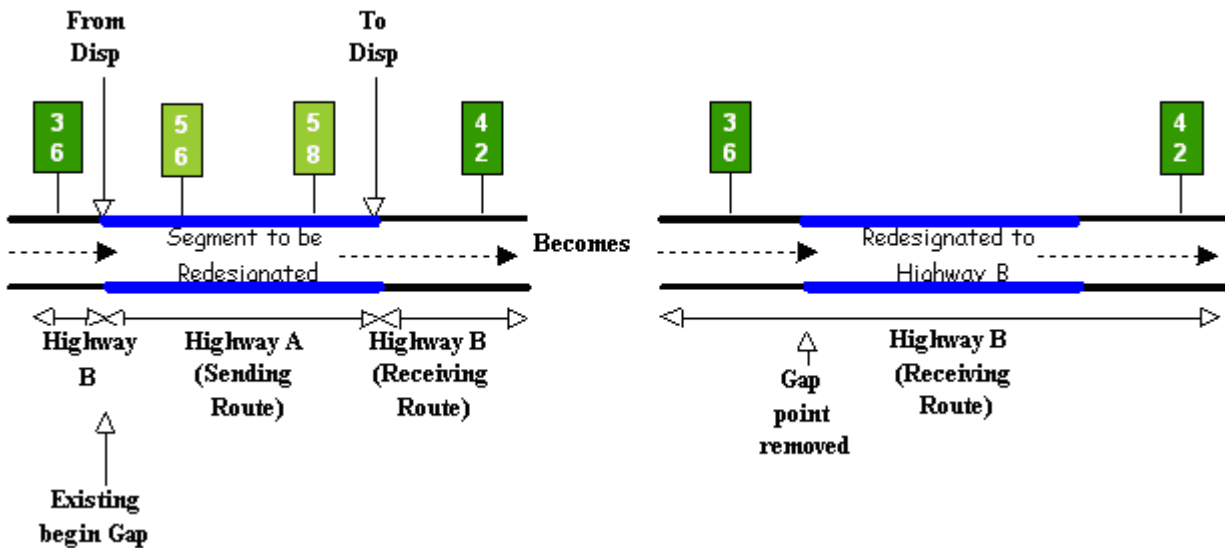 From
Disp
To
Disp
3
6
5
6
5
8
4
2
3
6
4
2
Segment to be
Redesignated
Becomes
Redesignated to
Highway B
Highway
B
Highway A
(Sending
Route)
Highway B
(Receiving
Route)
Highway B
(Receiving
Route)
Gap
point
removed
Existing
begin Gap